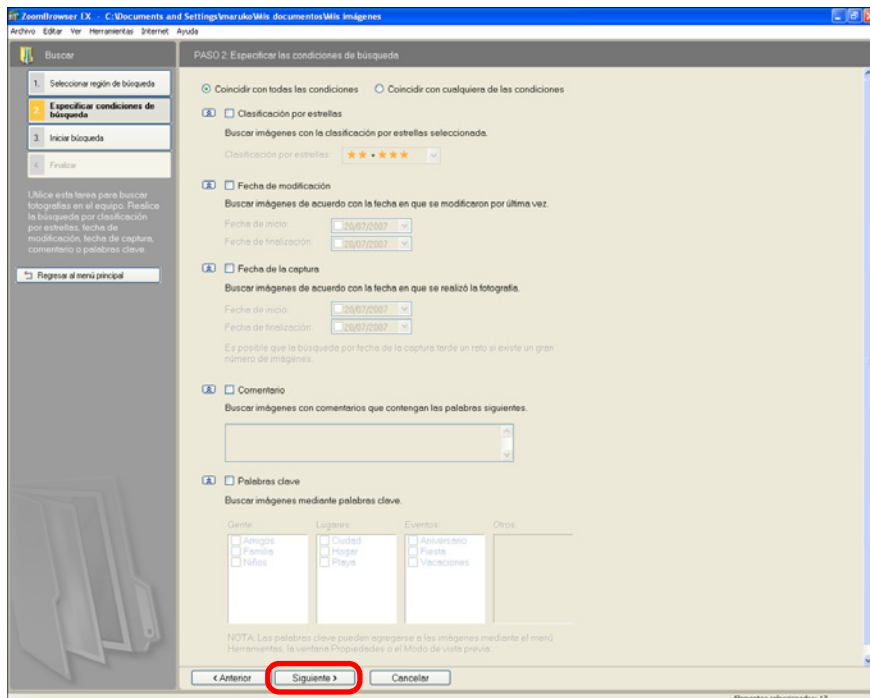 ZoomBrowser EX - C:\Documents and Settings\maruko\Mis documentos\Mis imágenes
Archivo Editar Ver Herramientas Internet Ayuda
Buscar
PASO 2: Especificar las condiciones de búsqueda
1. Seleccionar región de búsqueda
2. Especificar condiciones de búsqueda
3. Iniciar búsqueda
4. Finalizar
Utilice esta tarea para buscar
fotografías en el equipo. Realice
la búsqueda por clasificación
por estrellas, fecha de
modificación, fecha de captura,
comentario o palabras clave.
Regresar al menú principal
Coincidir con todas las condiciones Coincidir con cualquiera de las condiciones
Clasificación por estrellas
Buscar imágenes con la clasificación por estrellas seleccionada.
Clasificación por estrellas: ★★ • ★★★
Fecha de modificación
Buscar imágenes de acuerdo con la fecha en que se modificaron por última vez.
Fecha de inicio: 20/07/2007
Fecha de finalización: 20/07/2007
Fecha de la captura
Buscar imágenes de acuerdo con la fecha en que se realizó la fotografía.
Fecha de inicio: 20/07/2007
Fecha de finalización: 20/07/2007
Es posible que la búsqueda por fecha de la captura tarde un rato si existe un gran
número de imágenes.
Comentario
Buscar imágenes con comentarios que contengan las palabras siguientes.
Palabras clave
Buscar imágenes mediante palabras clave.
Gente: Lugares: Eventos: Otros:
Amigos Ciudad Aniversario
Familia Hogar Fiesta
Niños Playa Vacaciones
NOTA: Las palabras clave pueden agregarse a las imágenes mediante el menú
Herramientas, la ventana Propiedades o el Modo de vista previa.
< Anterior Siguiente > Cancelar